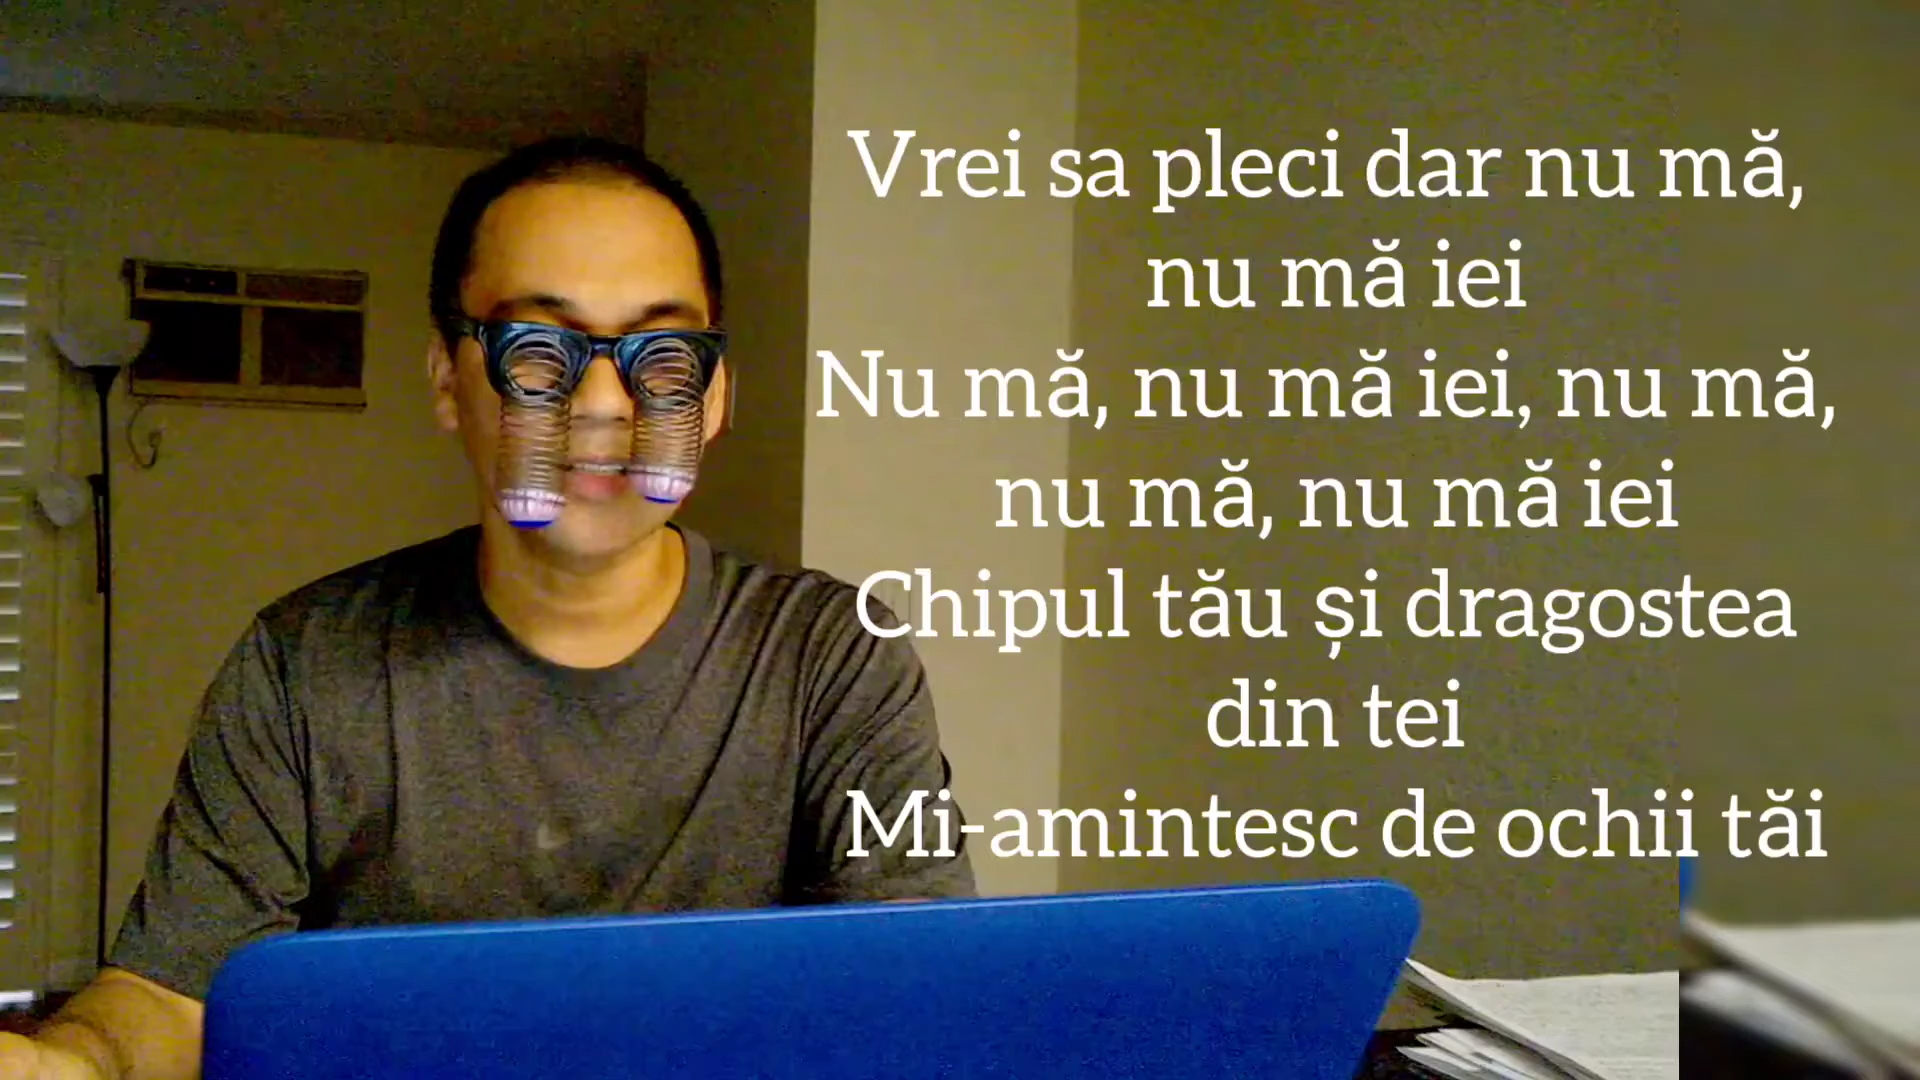 Vrei sa pleci dar nu mă,
nu mă iei
Nu mă, nu mă iei, nu mă,
nu mă, nu mă iei
Chipul tău și dragostea
din tei
Mi-amintesc de ochii tăi